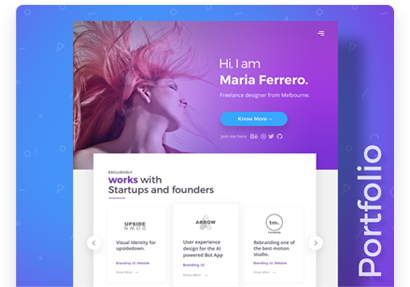 Hi, I am
Maria Ferrero.
Freelance designer from Melbourne.
Know More →
join me here
Bē
EXCLUSIVELY
works with
Startups and founders
UPSIDE
ARROW
tm.
Visual identity for
upsidedown.
User experience
design for the AI
powered Bot App
Rebranding one of
the best motion
studio.
Branding, UI, Website
Branding, UI
Branding, UI, Website
Know More →
Know More →
Know More →
Portfolio